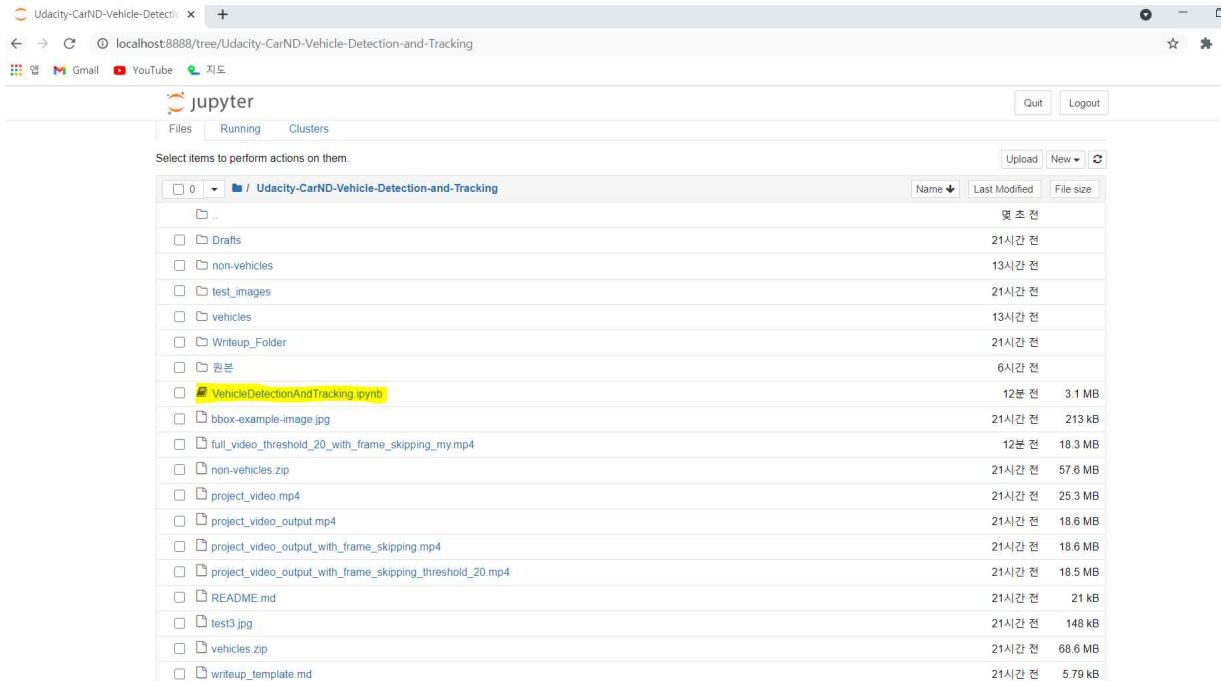 Udacity-CarND-Vehicle-Detectic
localhost:8888/tree/Udacity-CarND-Vehicle-Detection-and-Tracking
앱 Gmail YouTube 지도
jupyter Quit Logout
Files Running Clusters
Select items to perform actions on them. Upload New
0 / Udacity-CarND-Vehicle-Detection-and-Tracking Name Last Modified File size
.. 몇 초 전
Drafts 21시간 전
non-vehicles 13시간 전
test_images 21시간 전
vehicles 13시간 전
Writeup_Folder 21시간 전
원본 6시간 전
VehicleDetectionAndTracking.ipynb 12분 전 3.1 MB
bbox-example-image.jpg 21시간 전 213 kB
full_video_threshold_20_with_frame_skipping_my.mp4 12분 전 18.3 MB
non-vehicles.zip 21시간 전 57.6 MB
project_video.mp4 21시간 전 25.3 MB
project_video_output.mp4 21시간 전 18.6 MB
project_video_output_with_frame_skipping.mp4 21시간 전 18.6 MB
project_video_output_with_frame_skipping_threshold_20.mp4 21시간 전 18.5 MB
README.md 21시간 전 21 kB
test3.jpg 21시간 전 148 kB
vehicles.zip 21시간 전 68.6 MB
writeup_template.md 21시간 전 5.79 kB